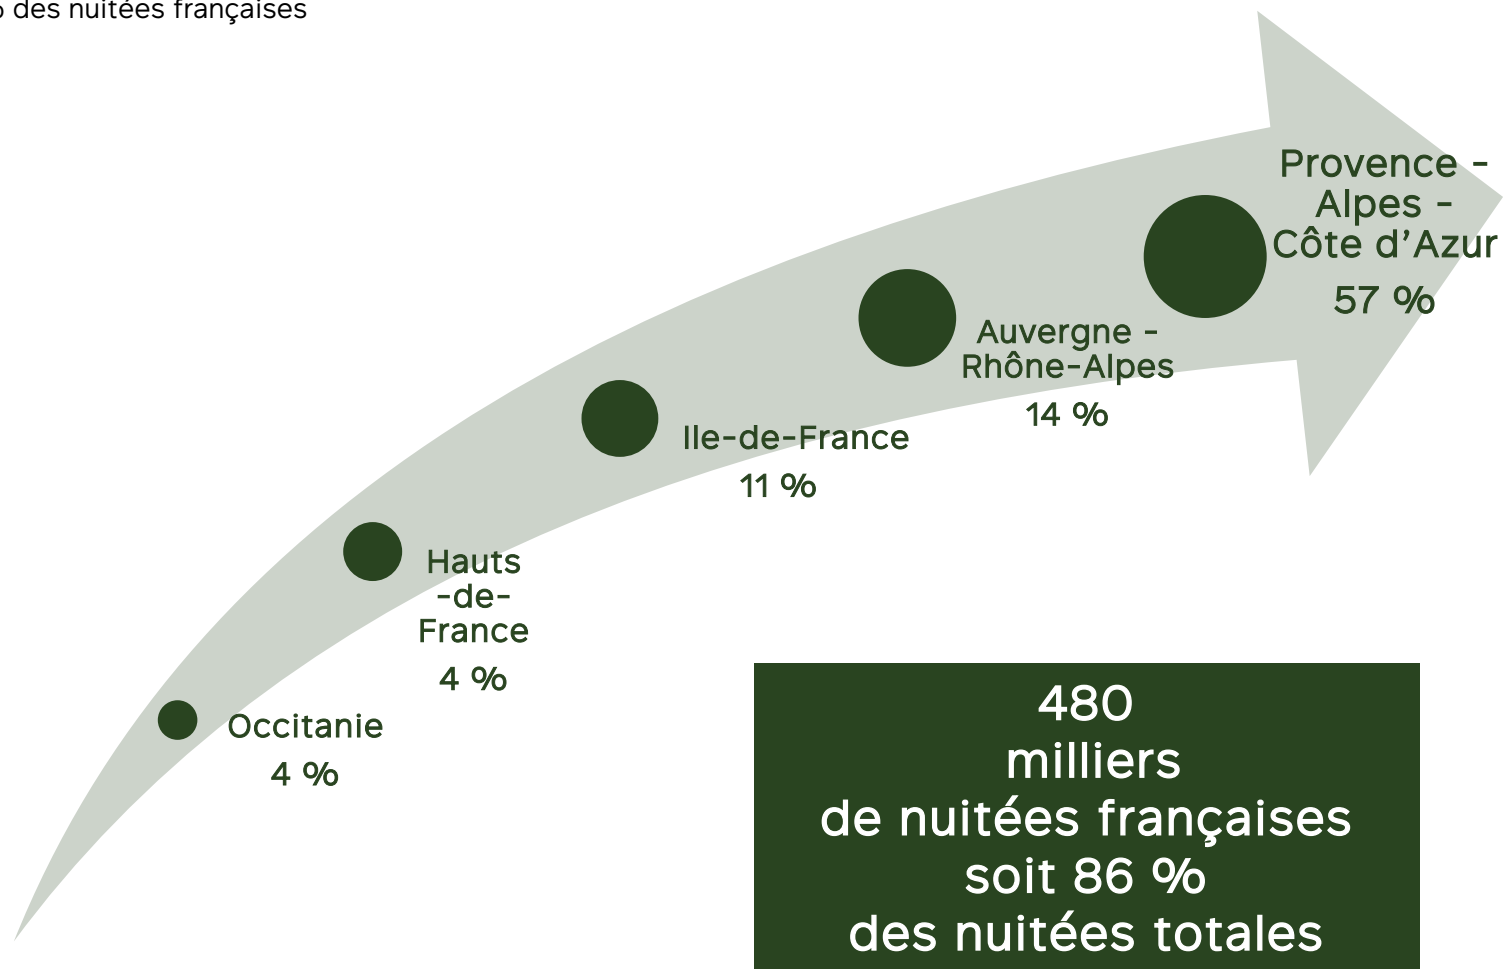 % des nuitées françaises
Provence -
Alpes -
Côte d’Azur
57 %
Auvergne -
Rhône-Alpes
14 %
Ile-de-France
11 %
Hauts
-de-
France
4 %
Occitanie
4 %
480
milliers
de nuitées françaises
soit 86 %
des nuitées totales